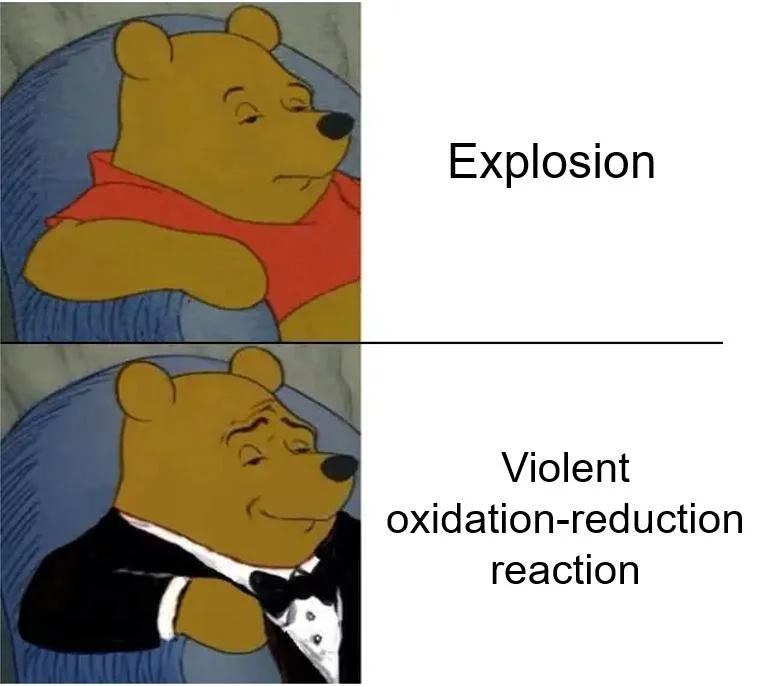 Explosion
Violent
oxidation-reduction
reaction